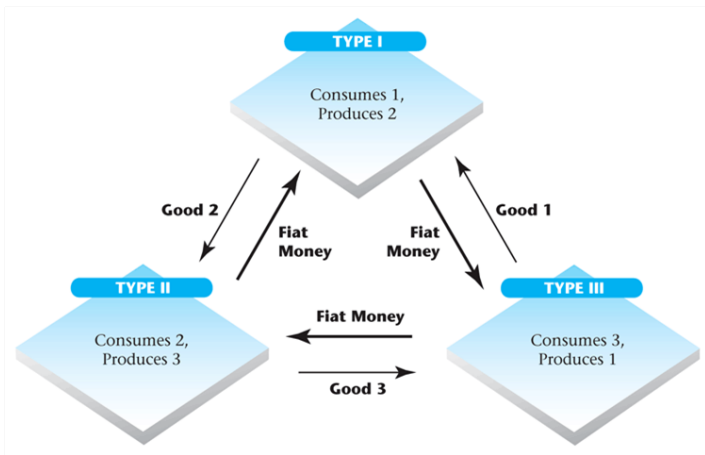 TYPE I
Consumes 1,
Produces 2
Good 2
Fiat
Money
Fiat
Money
Good 1
TYPE II
Consumes 2,
Produces 3
Fiat Money
Good 3
TYPE III
Consumes 3,
Produces 1